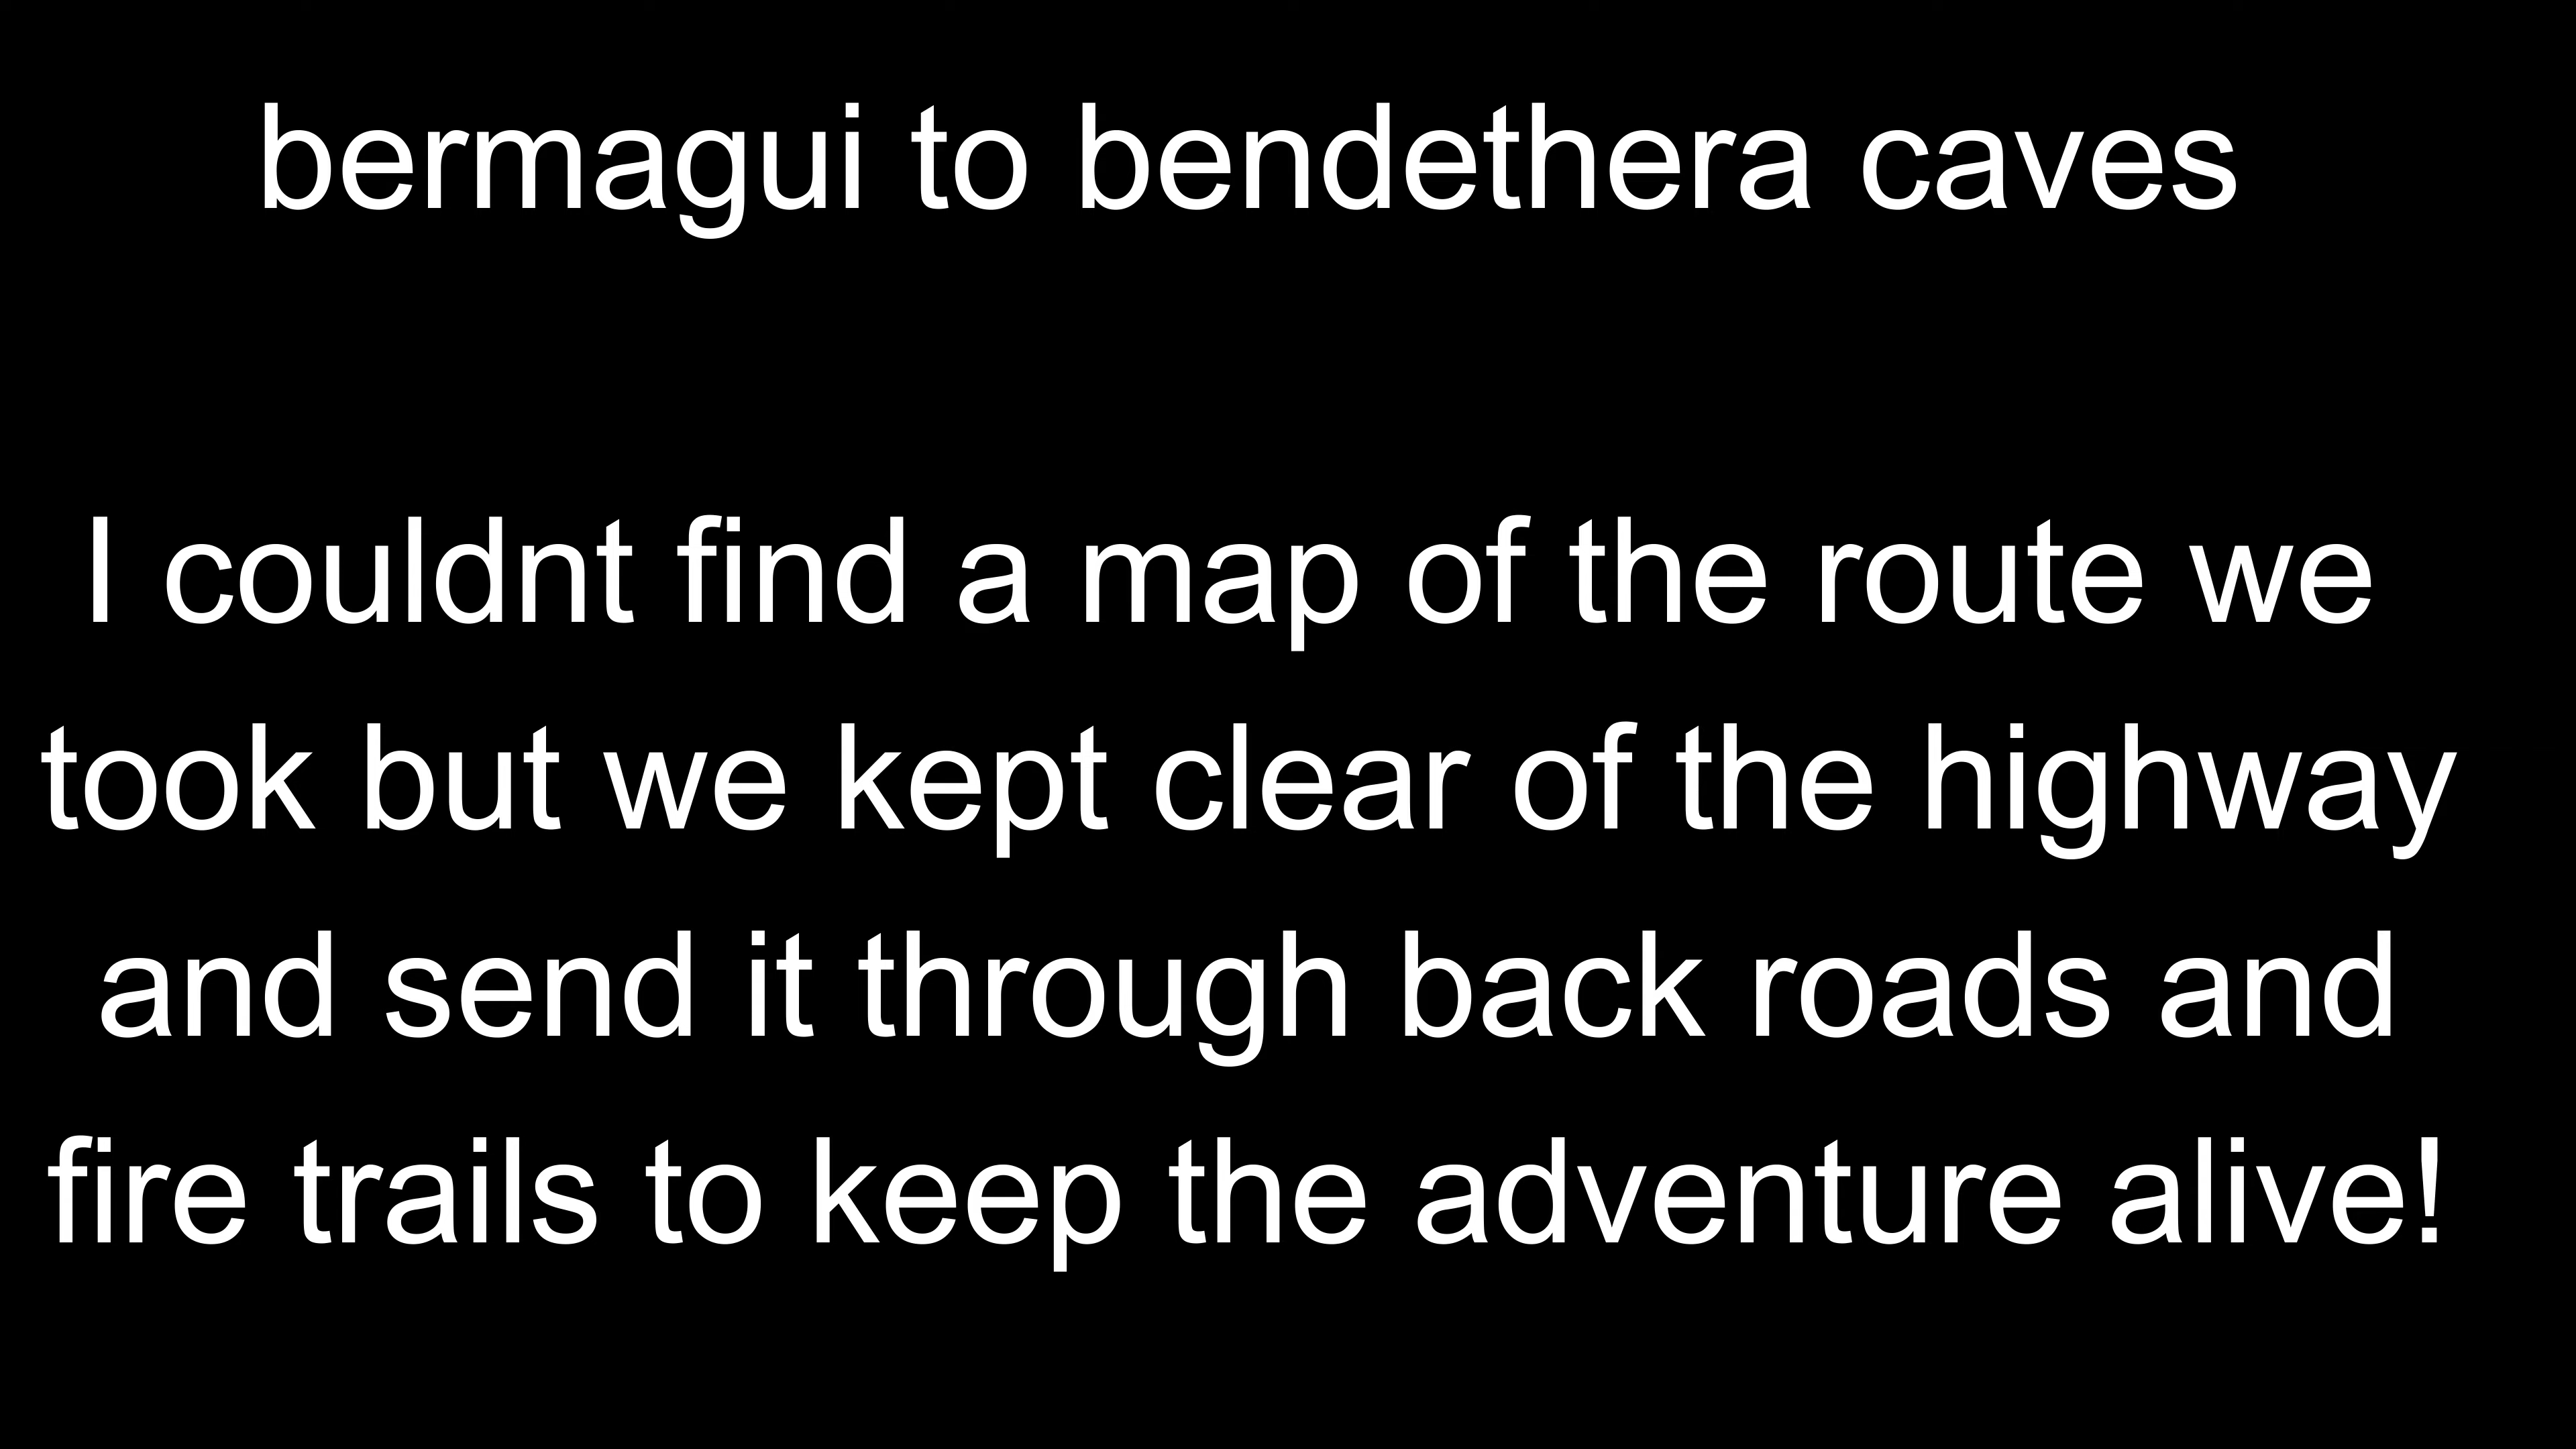 bermagui to bendethera caves
I couldnt find a map of the route we
took but we kept clear of the highway
and send it through back roads and
fire trails to keep the adventure alive!